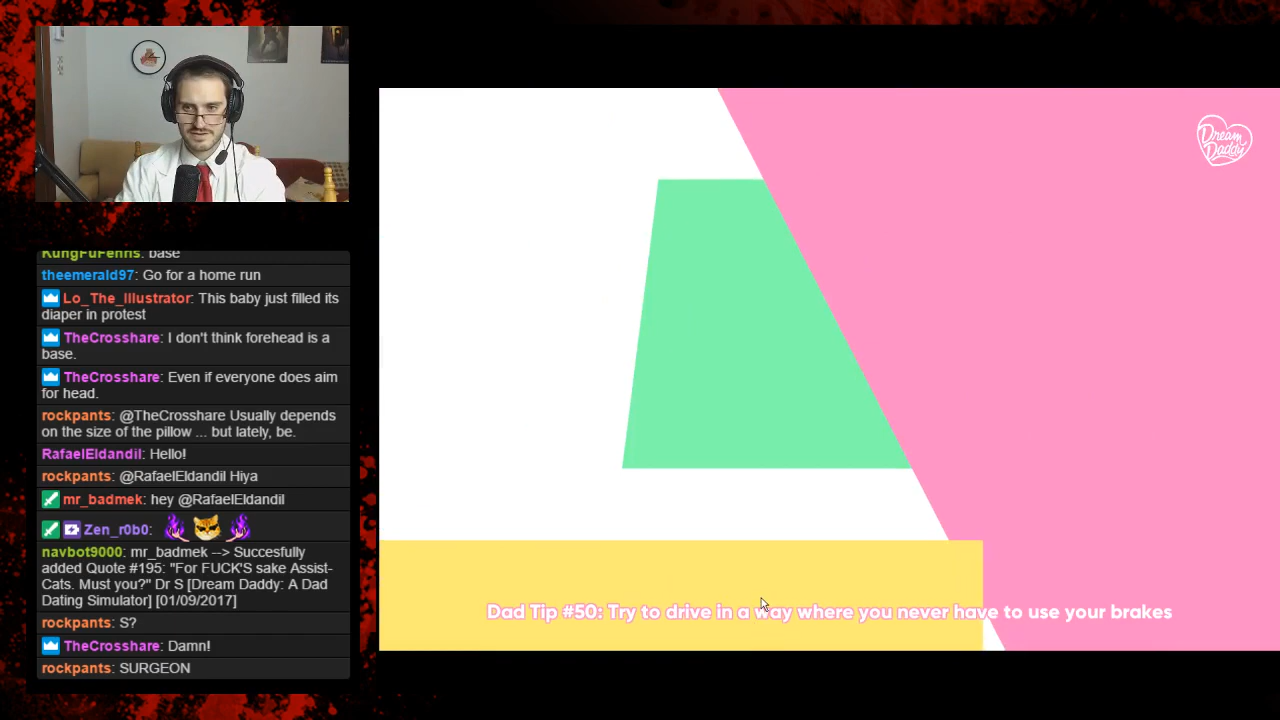 KungFuFenris: base
theemerald97: Go for a home run
Lo_The_Illustrator: This baby just filled its
diaper in protest
TheCrosshare: I don't think forehead is a
base.
TheCrosshare: Even if everyone does aim
for head.
rockpants: @TheCrosshare Usually depends
on the size of the pillow ... but lately, be.
RafaelEldandil: Hello!
rockpants: @RafaelEldandil Hiya
mr_badmek: hey @RafaelEldandil
Zen_r0b0:
navbot9000: mr_badmek --> Succesfully
added Quote #195: "For FUCK'S sake Assist-
Cats. Must you?" Dr S [Dream Daddy: A Dad
Dating Simulator] [01/09/2017]
rockpants: S?
TheCrosshare: Damn!
rockpants: SURGEON
Dream
Daddy
Dad Tip #50: Try to drive in a way where you never have to use your brakes